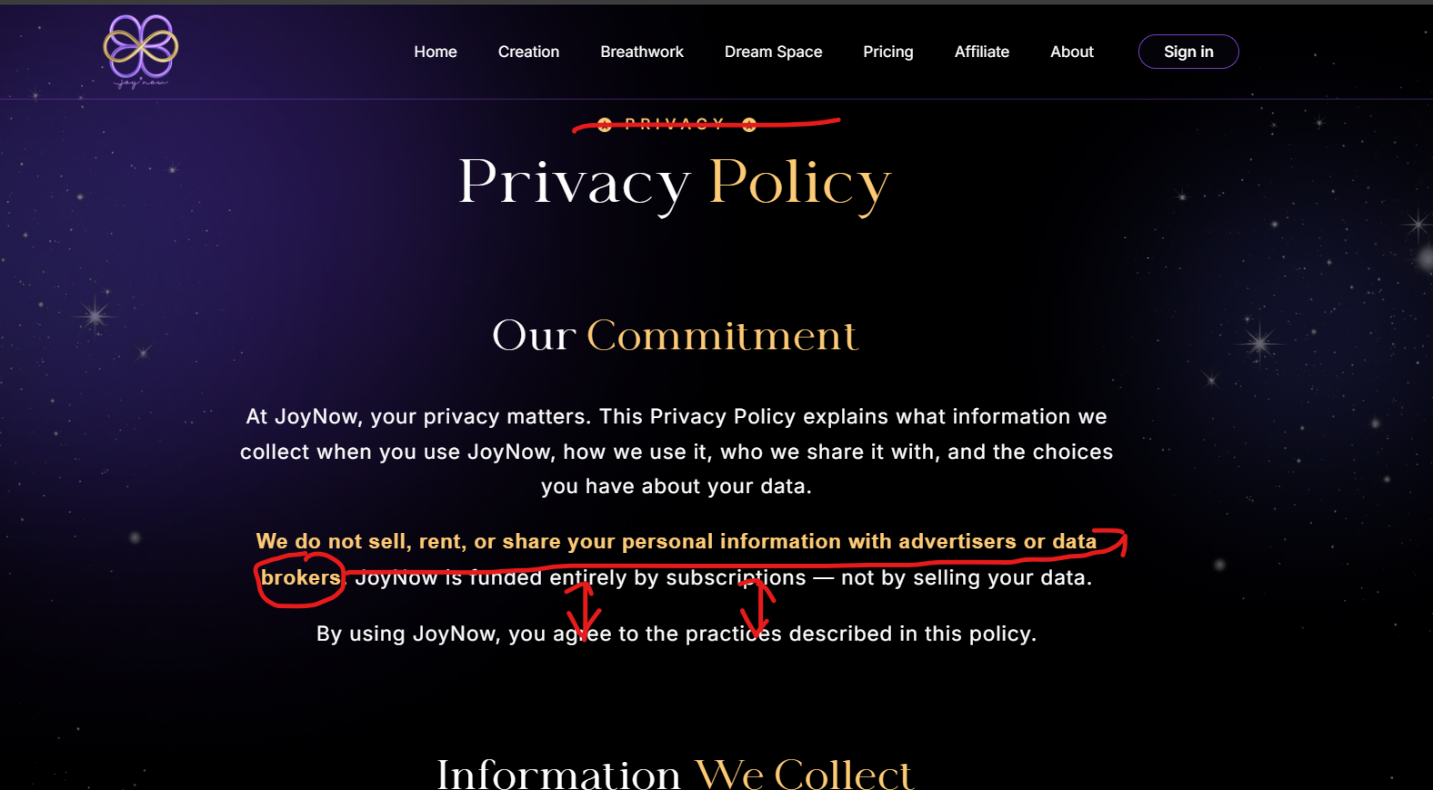 Home Creation Breathwork Dream Space Pricing Affiliate About Sign in
Joy Now
PRIVACY
Privacy Policy
Our Commitment
At JoyNow, your privacy matters. This Privacy Policy explains what information we
collect when you use JoyNow, how we use it, who we share it with, and the choices
you have about your data.
We do not sell, rent, or share your personal information with advertisers or data
brokers. JoyNow is funded entirely by subscriptions — not by selling your data.
By using JoyNow, you agree to the practices described in this policy.
Information We Collect